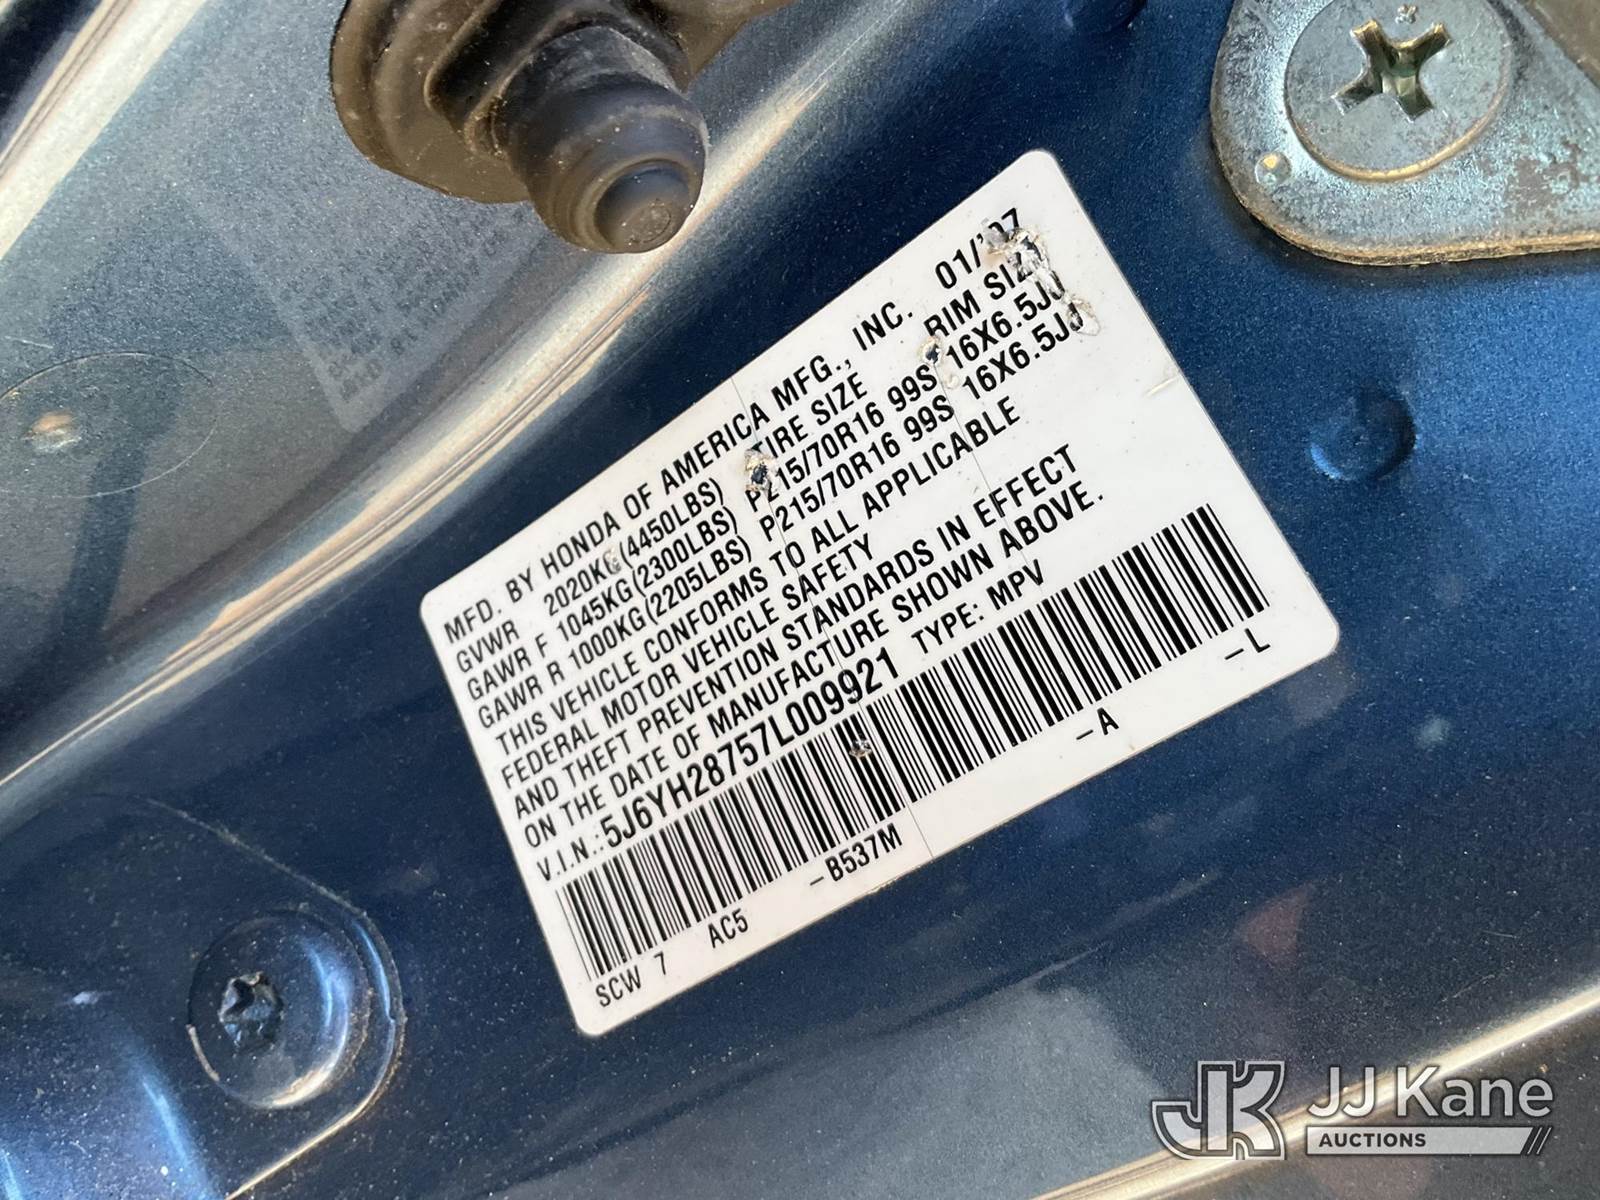 MFD. BY HONDA OF AMERICA MFG., INC. 01/'07
TIRE SIZE RIM SIZE
GVWR 2020KG (4450LBS)
GAWR F 1045KG (2300LBS) P215/70R16 99S 16X6.5JJ
GAWR R 1000KG (2205LBS) P215/70R16 99S 16X6.5JJ
THIS VEHICLE CONFORMS TO ALL APPLICABLE
FEDERAL MOTOR VEHICLE SAFETY
AND THEFT PREVENTION STANDARDS IN EFFECT
ON THE DATE OF MANUFACTURE SHOWN ABOVE.
V.I.N.: 5J6YH28757L009921 TYPE: MPV
SCW 7 AC5 -B537M -A -L
JK JJ Kane
AUCTIONS